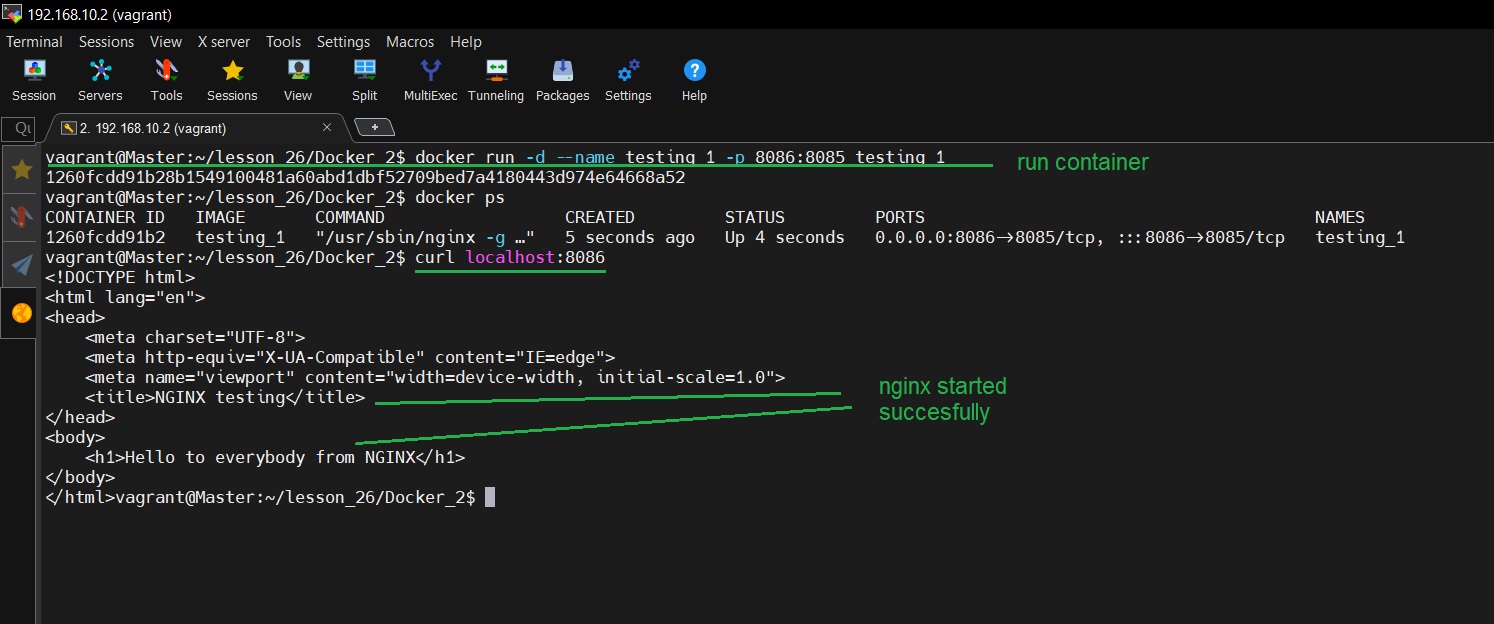 192.168.10.2 (vagrant)
Terminal Sessions View X server Tools Settings Macros Help
Session Servers Tools Sessions View Split MultiExec Tunneling Packages Settings Help
Qu 2. 192.168.10.2 (vagrant)
vagrant@Master:~/lesson_26/Docker_2$ docker run -d --name testing_1 -p 8086:8085 testing_1 run container
1260fcdd91b28b1549100481a60abd1dbf52709bed7a4180443d974e64668a52
vagrant@Master:~/lesson_26/Docker_2$ docker ps
CONTAINER ID IMAGE COMMAND CREATED STATUS PORTS NAMES
1260fcdd91b2 testing_1 "/usr/sbin/nginx -g …" 5 seconds ago Up 4 seconds 0.0.0.0:8086->8085/tcp, :::8086->8085/tcp testing_1
vagrant@Master:~/lesson_26/Docker_2$ curl localhost:8086
<!DOCTYPE html>
<html lang="en">
<head>
    <meta charset="UTF-8">
    <meta http-equiv="X-UA-Compatible" content="IE=edge">
    <meta name="viewport" content="width=device-width, initial-scale=1.0">
    <title>NGINX testing</title>
nginx started
succesfully
</head>
<body>
    <h1>Hello to everybody from NGINX</h1>
</body>
</html>vagrant@Master:~/lesson_26/Docker_2$